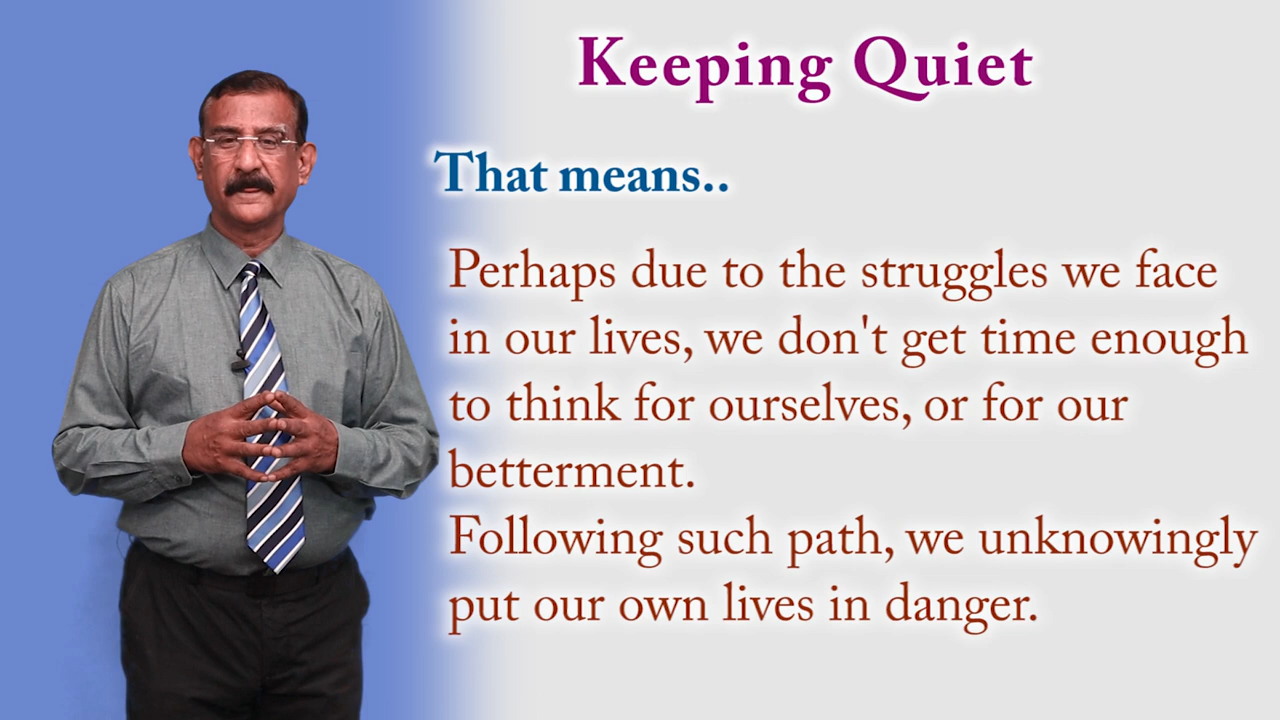 Keeping Quiet
That means..
Perhaps due to the struggles we face
in our lives, we don't get time enough
to think for ourselves, or for our
betterment.
Following such path, we unknowingly
put our own lives in danger.